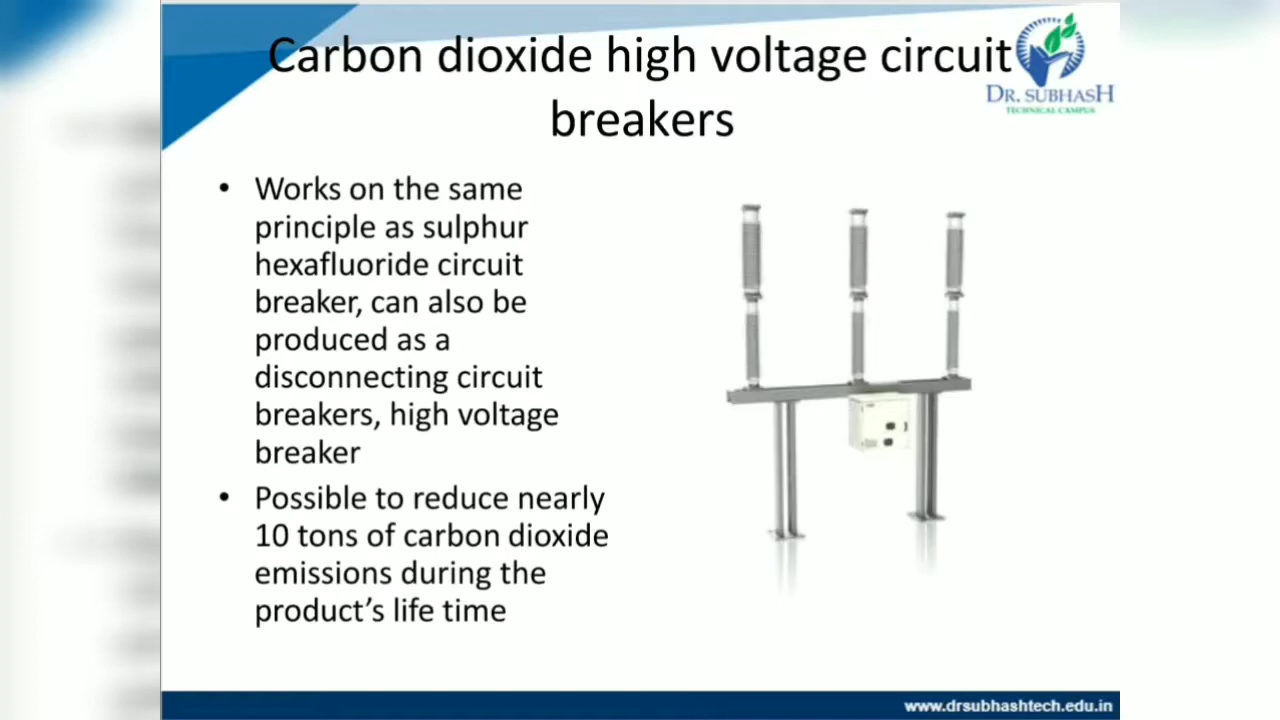 Carbon dioxide high voltage circuit
breakers
DR. SUBHASH
TECHNICAL CAMPUS
• Works on the same
principle as sulphur
hexafluoride circuit
breaker, can also be
produced as a
disconnecting circuit
breakers, high voltage
breaker
• Possible to reduce nearly
10 tons of carbon dioxide
emissions during the
product’s life time
www.drsubhashtech.edu.in